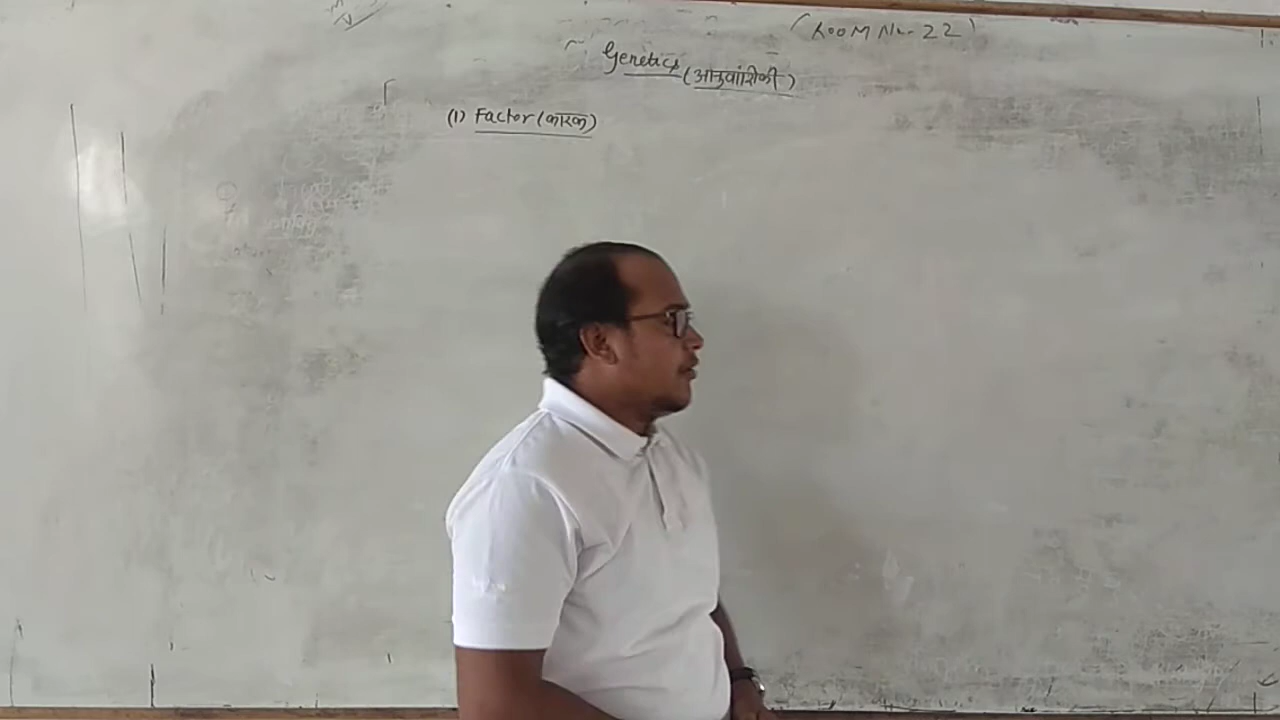 (ROOM No- 22)
Genetics (आनुवांशिकी)
(1) Factor (कारक)